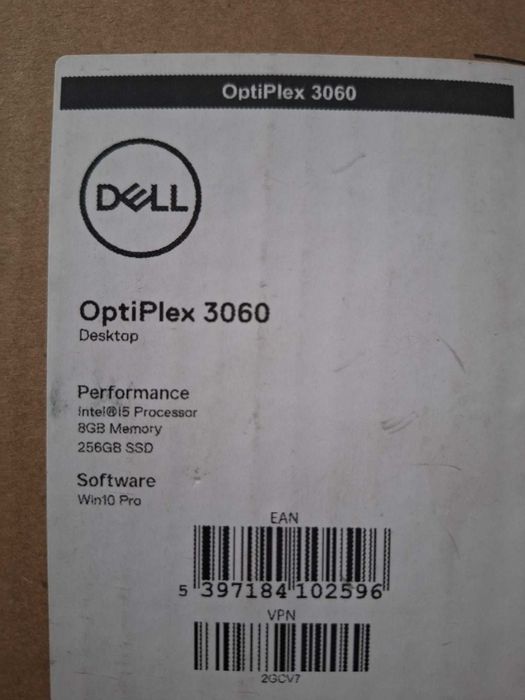 OptiPlex 3060
DELL
OptiPlex 3060
Desktop
Performance
Intel®i5 Processor
8GB Memory
256GB SSD
Software
Win10 Pro
EAN
5 397184 102596
VPN
2GCV7